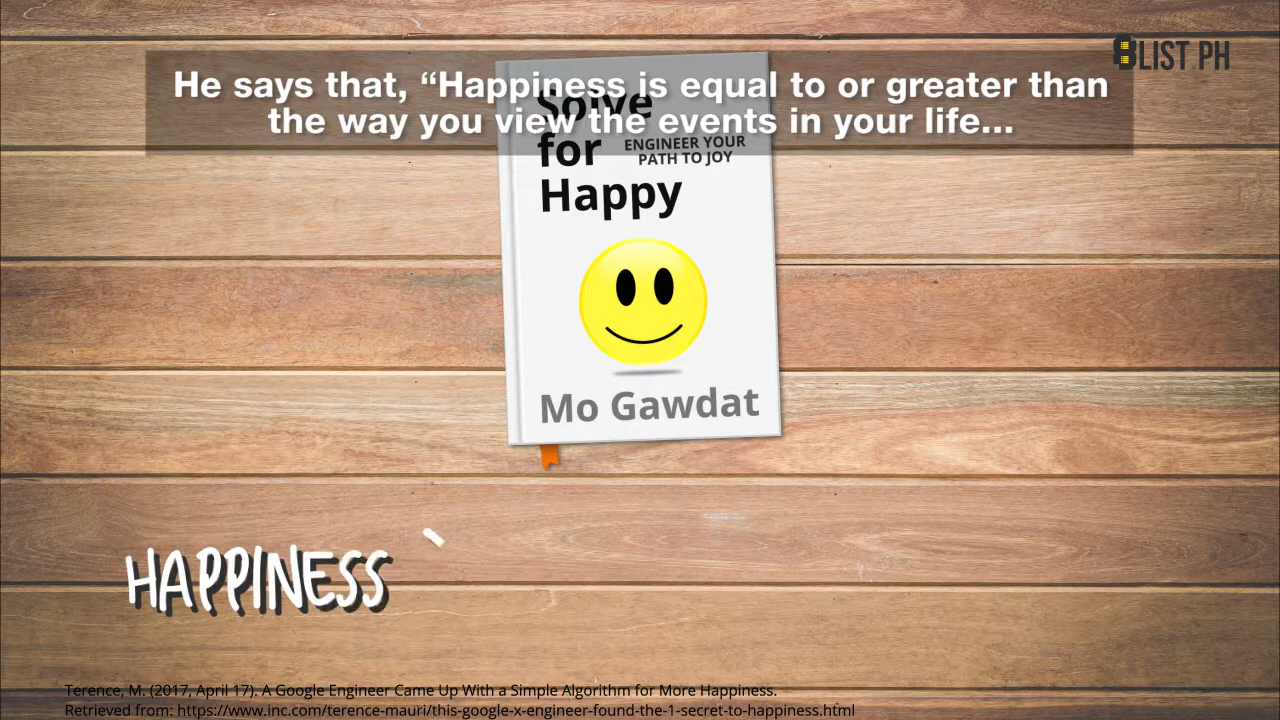 8LIST PH
He says that, “Happiness is equal to or greater than
the way you view the events in your life...
Solve
for
ENGINEER YOUR
PATH TO JOY
Happy
Mo Gawdat
HAPPINESS
Terence, M. (2017, April 17). A Google Engineer Came Up With a Simple Algorithm for More Happiness.
Retrieved from: https://www.inc.com/terence-mauri/this-google-x-engineer-found-the-1-secret-to-happiness.html